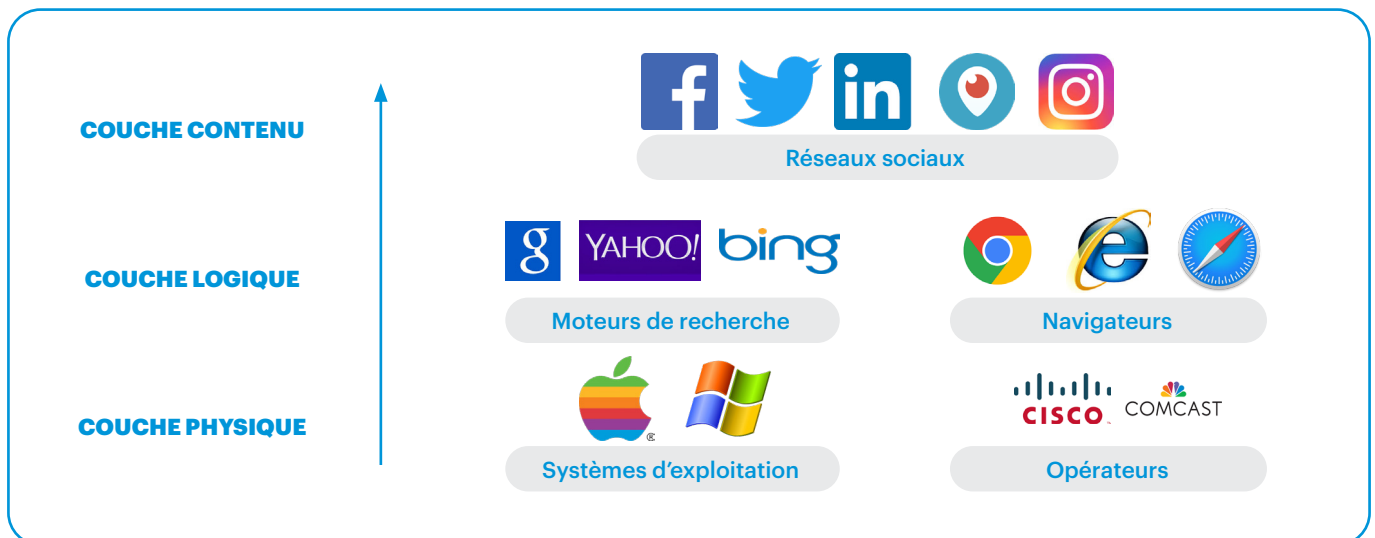 COUCHE CONTENU
f
in
Réseaux sociaux
COUCHE LOGIQUE
g
YAHOO!
bing
e
Moteurs de recherche
Navigateurs
COUCHE PHYSIQUE
®
CISCO
COMCAST
Systèmes d’exploitation
Opérateurs